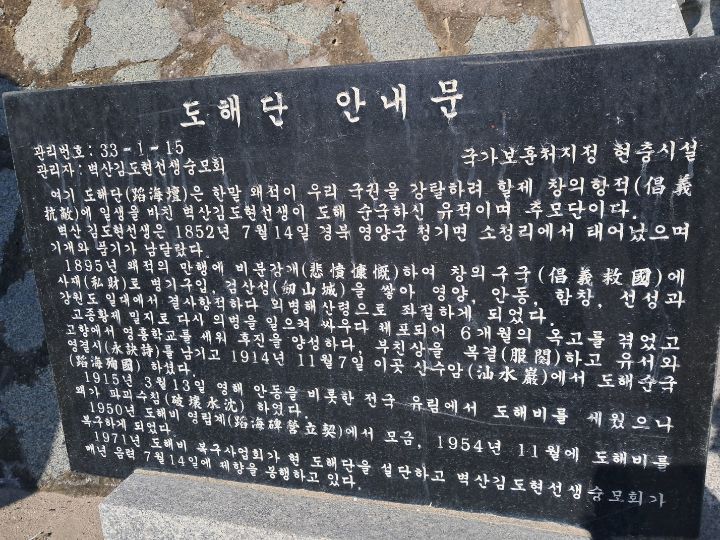 도해단 안내문
관리번호 : 33-1-15
관리자 : 벽산김도현선생숭모회
국가보훈처지정 현충시설
여기 도해단(蹈海壇)은 한말 왜적이 우리 국권을 강탈하려 할제 창의항적(倡義
抗敵)에 일생을 바친 벽산김도현선생이 도해 순국하신 유적이며 추모단이다.
벽산 김도현선생은 1852년 7월14일 경북 영양군 청기면 소청리에서 태어났으며
기개와 품기가 남달랐다.
1895년 왜적의 만행에 비분강개(悲憤慷慨)하여 창의구국(倡義救國)에
사재(私財)로 병기구입, 검산성(劒山城)을 쌓아 영양, 안동, 함창, 선성과
강원도 일대에서 결사항적하다 의병해산령으로 좌절하게 되었다.
고종황제 밀지로 다시 의병을 일으켜 싸우다 체포되어 6개월의 옥고를 겪었고
고향에서 영흥학교를 세워 후진을 양성하다. 부친상을 복결(服闋)하고 유서와
영결시(永訣詩)를 남기고 1914년 11월7일 이곳 산수암(汕水巖)에서 도해순국
(蹈海殉國) 하셨다.
1915년 3월13일 영해 안동을 비롯한 전국 유림에서 도해비를 세웠으나
왜가 파괴수침(破壞水沈) 하였다.
1950년 도해비 영립계(蹈海碑營立契)에서 모금, 1954년 11월에 도해비를
복구하게 되었다.
1971년 도해비 복구사업회가 현 도해단을 설단하고 벽산김도현선생숭모회가
매년 음력 7월14일에 제향을 봉행하고 있다.